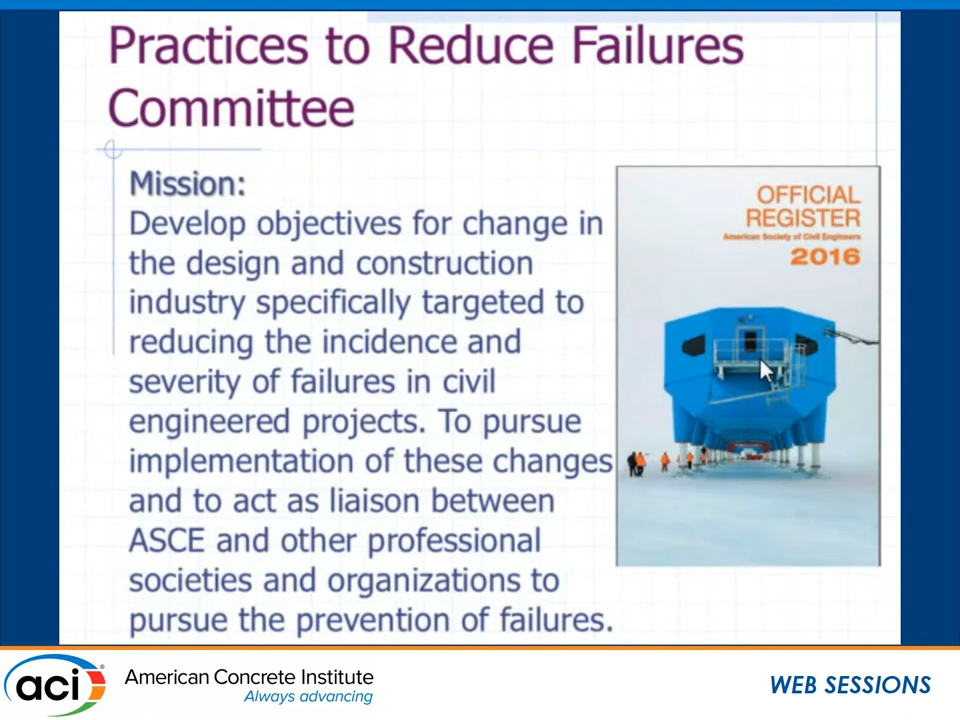 Practices to Reduce Failures
Committee
Mission:
Develop objectives for change in
the design and construction
industry specifically targeted to
reducing the incidence and
severity of failures in civil
engineered projects. To pursue
implementation of these changes
and to act as liaison between
ASCE and other professional
societies and organizations to
pursue the prevention of failures.
OFFICIAL
REGISTER
American Society of Civil Engineers
2016
aci®
American Concrete Institute
Always advancing
WEB SESSIONS